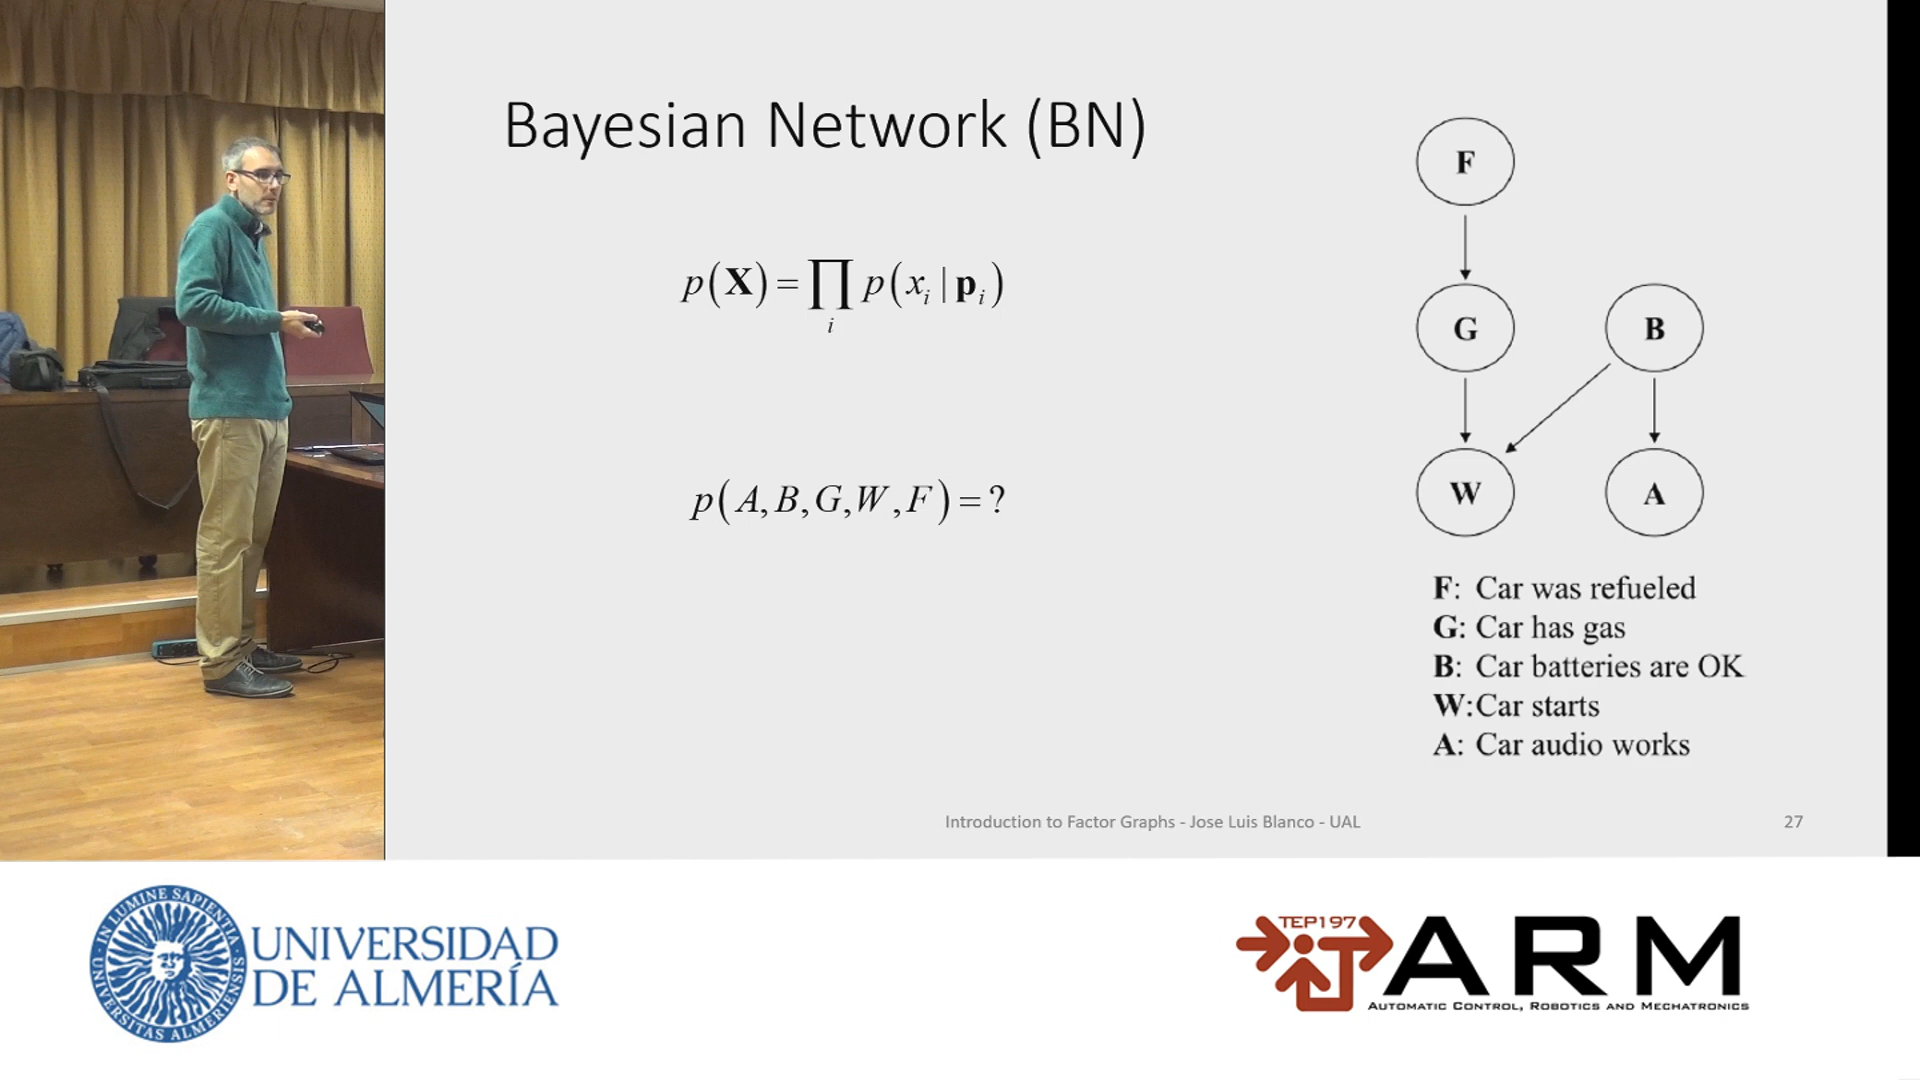 Bayesian Network (BN)
p(X) = ∏ p(xᵢ | pᵢ)
i
p(A, B, G, W, F) = ?
F
G
B
W
A
F: Car was refueled
G: Car has gas
B: Car batteries are OK
W: Car starts
A: Car audio works
Introduction to Factor Graphs - Jose Luis Blanco - UAL
27
IN LUMINE SAPIENTIA
UNIVERSITAS ALMERIENSIS
UNIVERSIDAD
DE ALMERÍA
TEP197
ARM
AUTOMATIC CONTROL, ROBOTICS AND MECHATRONICS